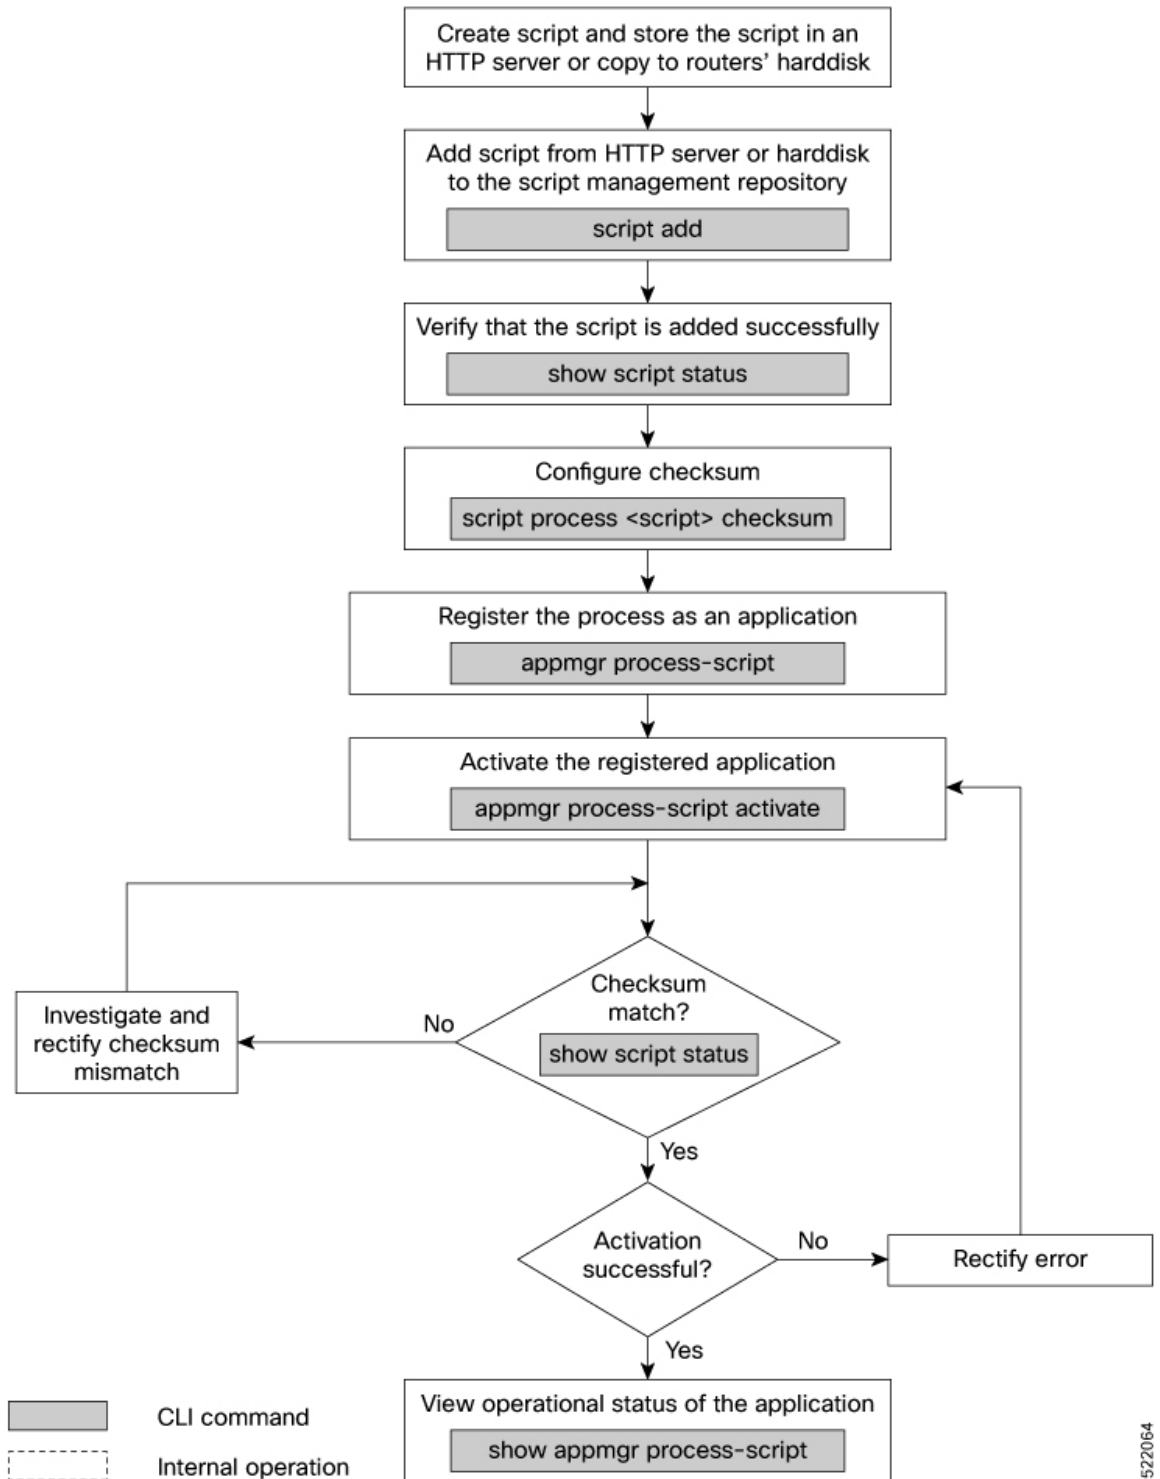 Create script and store the script in an
HTTP server or copy to routers' harddisk
Add script from HTTP server or harddisk
to the script management repository
script add
Verify that the script is added successfully
show script status
Configure checksum
script process <script> checksum
Register the process as an application
appmgr process-script
Activate the registered application
appmgr process-script activate
Checksum
match?
show script status
No
Investigate and
rectify checksum
mismatch
Yes
Activation
successful?
No
Rectify error
Yes
View operational status of the application
show appmgr process-script
CLI command
Internal operation
522064